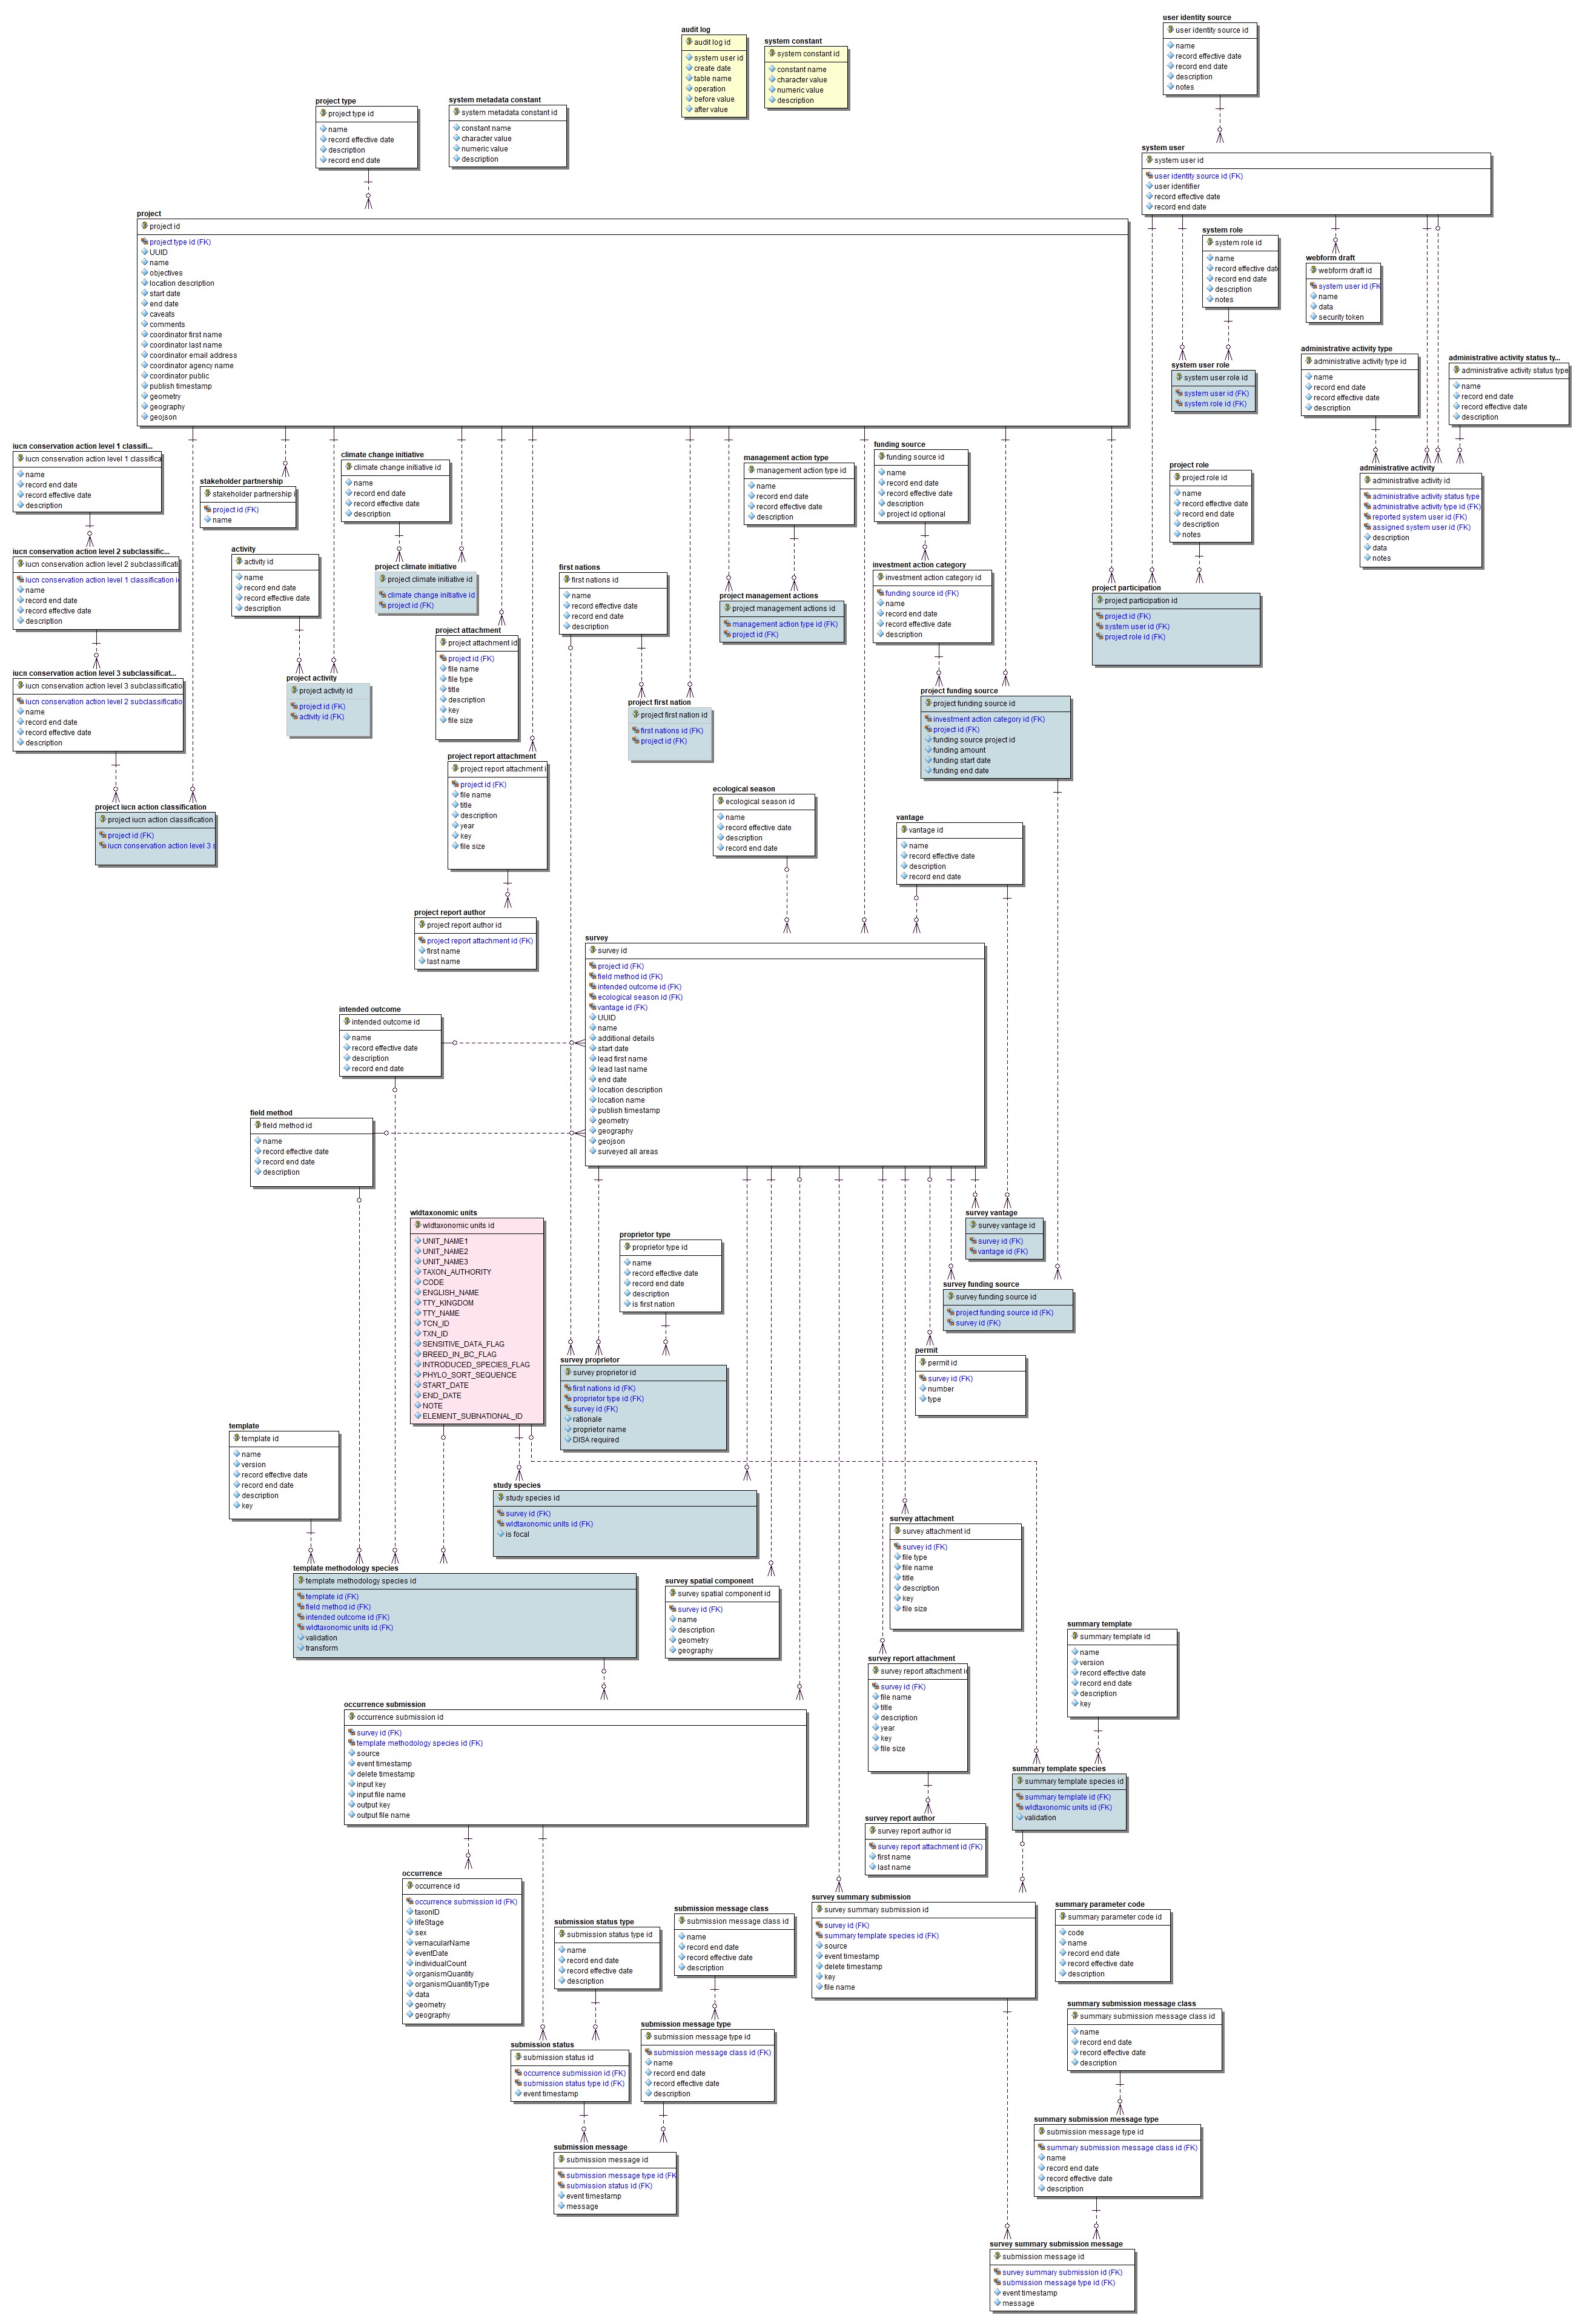 user identity source
user identity source id
name
record effective date
record end date
description
notes
audit log
audit log id
system user id
create date
table name
operation
before value
after value
system constant
system constant id
constant name
character value
numeric value
description
project type
project type id
name
record effective date
description
record end date
system metadata constant
system metadata constant id
constant name
character value
numeric value
description
system user
system user id
user identity source id (FK)
user identifier
record effective date
record end date
project
project id
project type id (FK)
UUID
name
objectives
location description
start date
end date
caveats
comments
coordinator first name
coordinator last name
coordinator email address
coordinator agency name
coordinator public
publish timestamp
geometry
geography
geojson
system role
system role id
name
record effective date
record end date
description
notes
webform draft
webform draft id
system user id (FK
name
data
security token
system user role
system user role id
system user id (FK)
system role id (FK)
administrative activity type
administrative activity type id
name
record end date
record effective date
description
administrative activity status ty...
administrative activity status type
name
record end date
record effective date
description
administrative activity
administrative activity id
administrative activity status type
administrative activity type id (FK)
reported system user id (FK)
assigned system user id (FK)
description
data
notes
iucn conservation action level 1 classifi...
iucn conservation action level 1 classifica
name
record end date
record effective date
description
stakeholder partnership
stakeholder partnership i
project id (FK)
name
climate change initiative
climate change initiative id
name
record end date
record effective date
description
management action type
management action type id
name
record end date
record effective date
description
funding source
funding source id
name
record end date
record effective date
description
project id optional
project role
project role id
name
record effective date
record end date
description
notes
iucn conservation action level 2 subclassific...
iucn conservation action level 2 subclassificati
iucn conservation action level 1 classification i
name
record end date
record effective date
description
activity
activity id
name
record end date
record effective date
description
project climate initiative
project climate initiative id
climate change initiative id
project id (FK)
first nations
first nations id
name
record effective date
record end date
description
project management actions
project management actions id
management action type id (FK)
project id (FK)
investment action category
investment action category id
funding source id (FK)
name
record end date
record effective date
description
project participation
project participation id
project id (FK)
system user id (FK)
project role id (FK)
project attachment
project attachment id
project id (FK)
file name
file type
title
description
key
file size
iucn conservation action level 3 subclassificat...
iucn conservation action level 3 subclassificatio
iucn conservation action level 2 subclassificatio
name
record end date
record effective date
description
project activity
project activity id
project id (FK)
activity id (FK)
project first nation
project first nation id
first nations id (FK)
project id (FK)
project funding source
project funding source id
investment action category id (FK)
project id (FK)
funding source project id
funding amount
funding start date
funding end date
project report attachment
project report attachment i
project id (FK)
file name
title
description
year
key
file size
project iucn action classification
project iucn action classification
project id (FK)
iucn conservation action level 3 s
ecological season
ecological season id
name
record effective date
description
record end date
vantage
vantage id
name
record effective date
description
record end date
project report author
project report author id
project report attachment id (FK)
first name
last name
survey
survey id
project id (FK)
field method id (FK)
intended outcome id (FK)
ecological season id (FK)
vantage id (FK)
UUID
name
additional details
start date
lead first name
lead last name
end date
location description
location name
publish timestamp
geometry
geography
geojson
surveyed all areas
intended outcome
intended outcome id
name
record effective date
description
record end date
field method
field method id
name
record effective date
record end date
description
wldtaxonomic units
wldtaxonomic units id
UNIT_NAME1
UNIT_NAME2
UNIT_NAME3
TAXON_AUTHORITY
CODE
ENGLISH_NAME
TTY_KINGDOM
TTY_NAME
TCN_ID
TXN_ID
SENSITIVE_DATA_FLAG
BREED_IN_BC_FLAG
INTRODUCED_SPECIES_FLAG
PHYLO_SORT_SEQUENCE
START_DATE
END_DATE
NOTE
ELEMENT_SUBNATIONAL_ID
proprietor type
proprietor type id
name
record effective date
record end date
description
is first nation
survey vantage
survey vantage id
survey id (FK)
vantage id (FK)
survey funding source
survey funding source id
project funding source id (FK)
survey id (FK)
permit
permit id
survey id (FK)
number
type
survey proprietor
survey proprietor id
first nations id (FK)
proprietor type id (FK)
survey id (FK)
rationale
proprietor name
DISA required
template
template id
name
version
record effective date
record end date
description
key
study species
study species id
survey id (FK)
wldtaxonomic units id (FK)
is focal
survey attachment
survey attachment id
survey id (FK)
file type
file name
title
description
key
file size
template methodology species
template methodology species id
template id (FK)
field method id (FK)
intended outcome id (FK)
wldtaxonomic units id (FK)
validation
transform
survey spatial component
survey spatial component id
survey id (FK)
name
description
geometry
geography
summary template
summary template id
name
version
record effective date
record end date
description
key
survey report attachment
survey report attachment id
survey id (FK)
file name
title
description
year
key
file size
occurrence submission
occurrence submission id
survey id (FK)
template methodology species id (FK)
source
event timestamp
delete timestamp
input key
input file name
output key
output file name
summary template species
summary template species id
summary template id (FK)
wldtaxonomic units id (FK)
validation
survey report author
survey report author id
survey report attachment id (FK)
first name
last name
occurrence
occurrence id
occurrence submission id (FK)
taxonID
lifeStage
sex
vernacularName
eventDate
individualCount
organismQuantity
organismQuantityType
data
geometry
geography
survey summary submission
survey summary submission id
survey id (FK)
summary template species id (FK)
source
event timestamp
delete timestamp
key
file name
summary parameter code
summary parameter code id
code
name
record end date
record effective date
description
submission message class
submission message class id
name
record end date
record effective date
description
submission status type
submission status type id
name
record end date
record effective date
description
summary submission message class
summary submission message class id
name
record end date
record effective date
description
submission message type
submission message type id
submission message class id (FK)
name
record end date
record effective date
description
submission status
submission status id
occurrence submission id (FK)
submission status type id (FK)
event timestamp
summary submission message type
submission message type id
summary submission message class id (FK)
name
record end date
record effective date
description
submission message
submission message id
submission message type id (FK
submission status id (FK)
event timestamp
message
survey summary submission message
submission message id
survey summary submission id (FK)
submission message type id (FK)
event timestamp
message